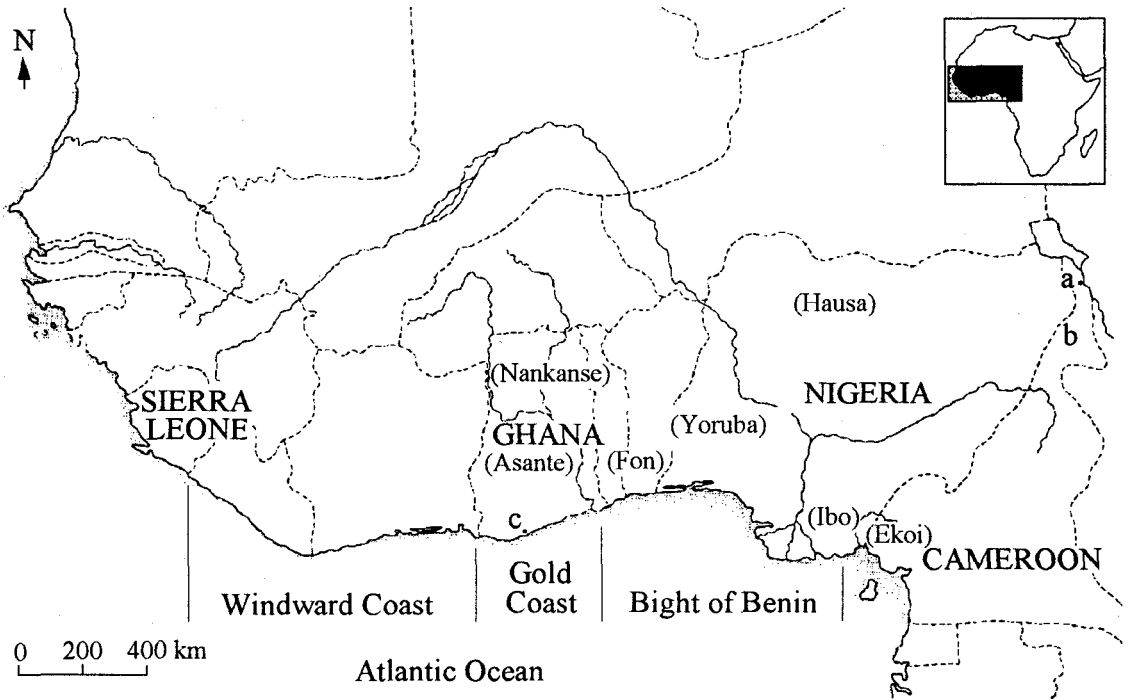 N
a.
(Hausa)
b
(Nankanse)
SIERRA
LEONE
NIGERIA
GHANA
(Yoruba)
(Asante)
(Fon)
c.
(Ibo)
(Ekoi)
CAMEROON
Gold
Coast
Windward Coast
Bight of Benin
0 200 400 km
Atlantic Ocean